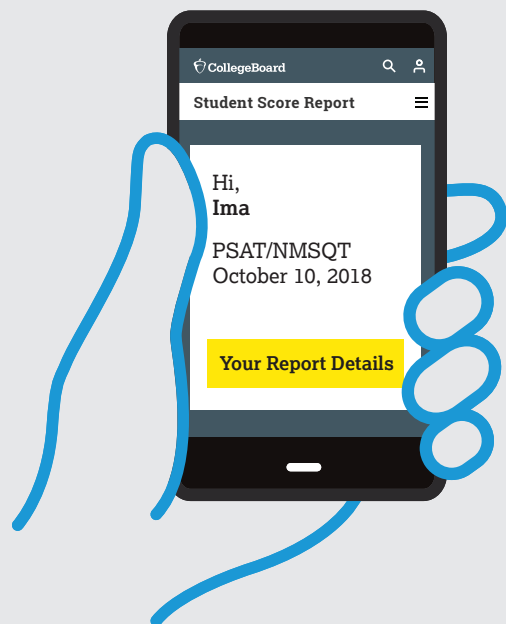 CollegeBoard
Student Score Report
Hi,
Ima
PSAT/NMSQT
October 10, 2018
Your Report Details